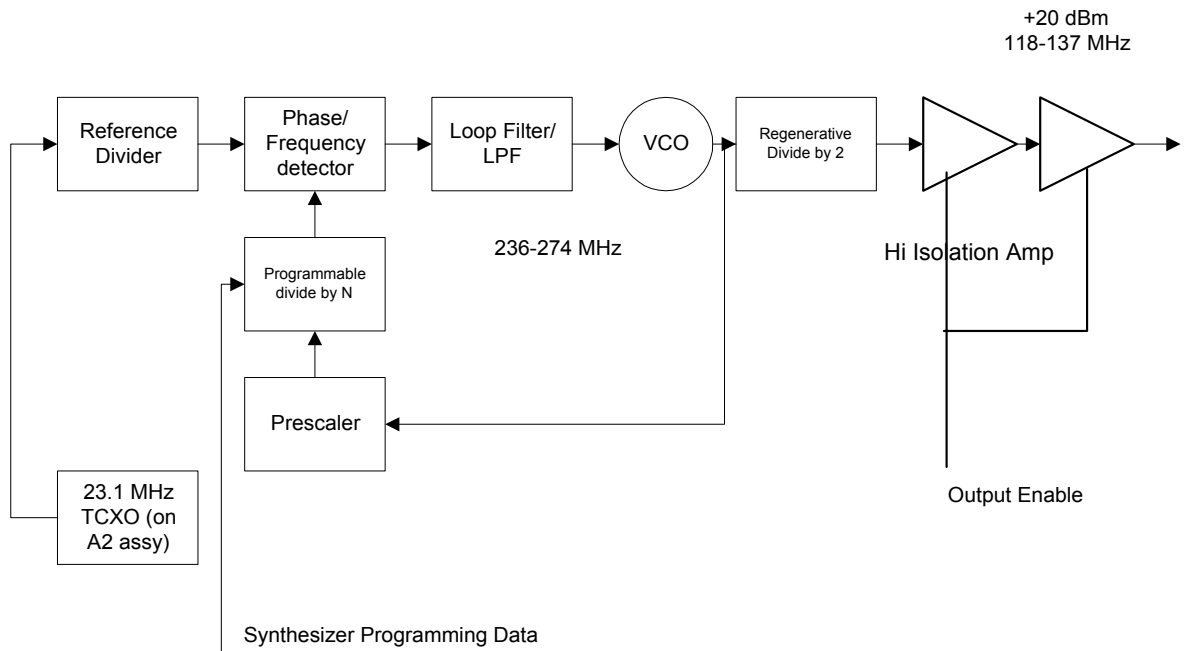 +20 dBm
118-137 MHz
Reference
Divider
Phase/
Frequency
detector
Loop Filter/
LPF
VCO
Regenerative
Divide by 2
236-274 MHz
Hi Isolation Amp
Programmable
divide by N
Prescaler
23.1 MHz
TCXO (on
A2 assy)
Output Enable
Synthesizer Programming Data